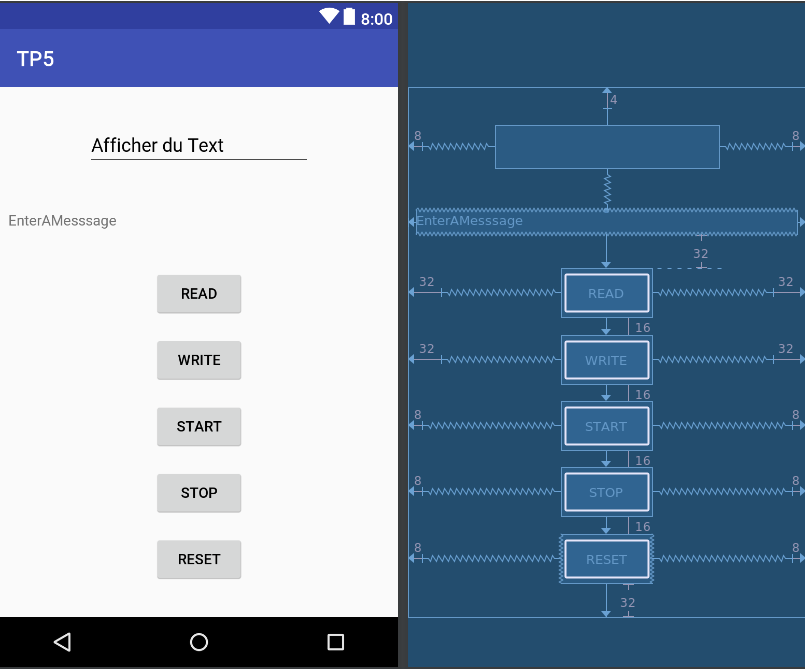 8:00
TP5
Afficher du Text
EnterAMesssage
READ
WRITE
START
STOP
RESET
4
8 8
EnterAMesssage
32
32 READ 32
16
32 WRITE 32
16
8 START 8
16
8 STOP 8
16
8 RESET 8
32